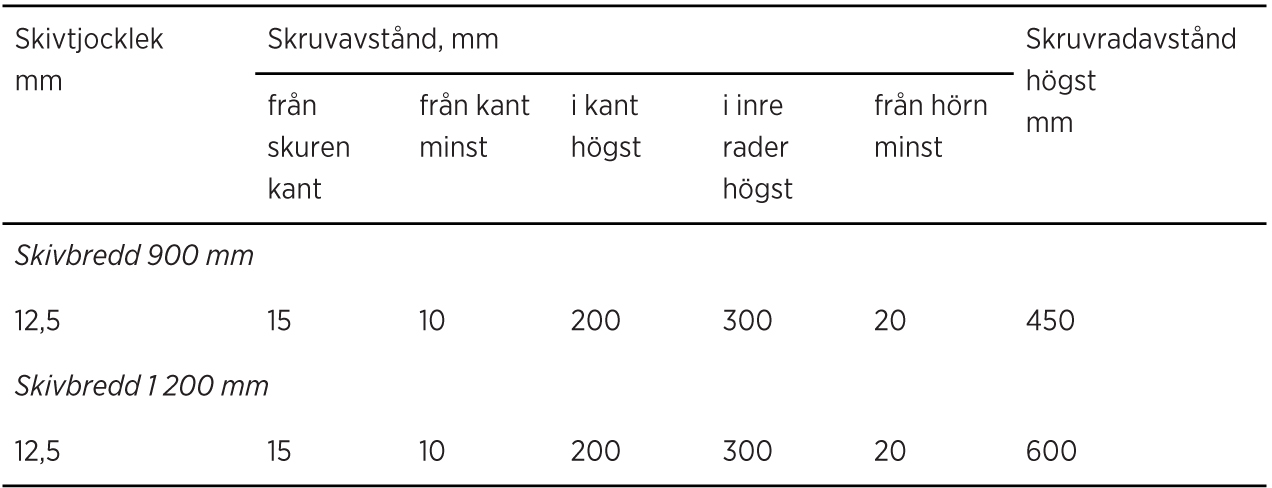 Skivtjocklek
mm
Skruvavstånd, mm
Skruvradavstånd
högst
mm
från
skuren
kant
från kant
minst
i kant
högst
i inre
rader
högst
från hörn
minst
Skivbredd 900 mm
12,5 15 10 200 300 20 450
Skivbredd 1 200 mm
12,5 15 10 200 300 20 600